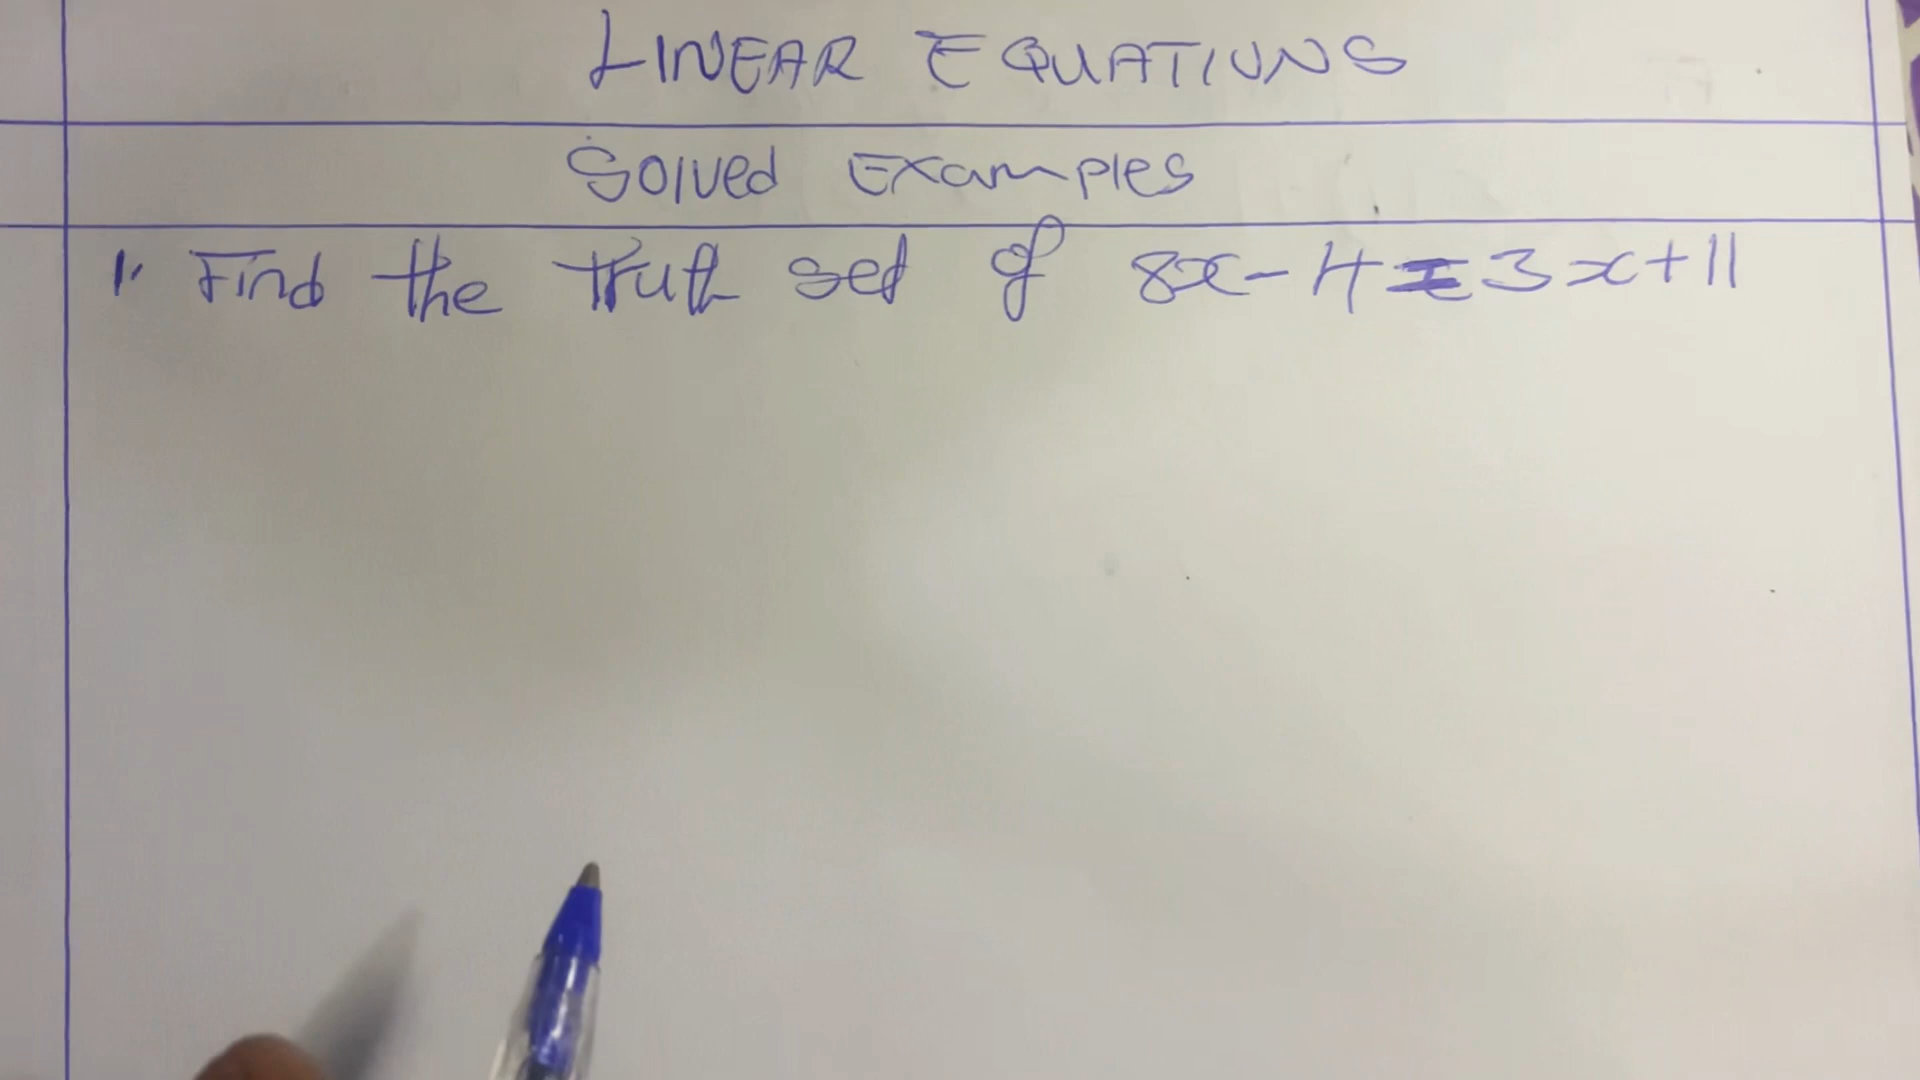 LINEAR EQUATIONS
Solved Examples
1. Find the truth set of 8x - 4 = 3x + 11